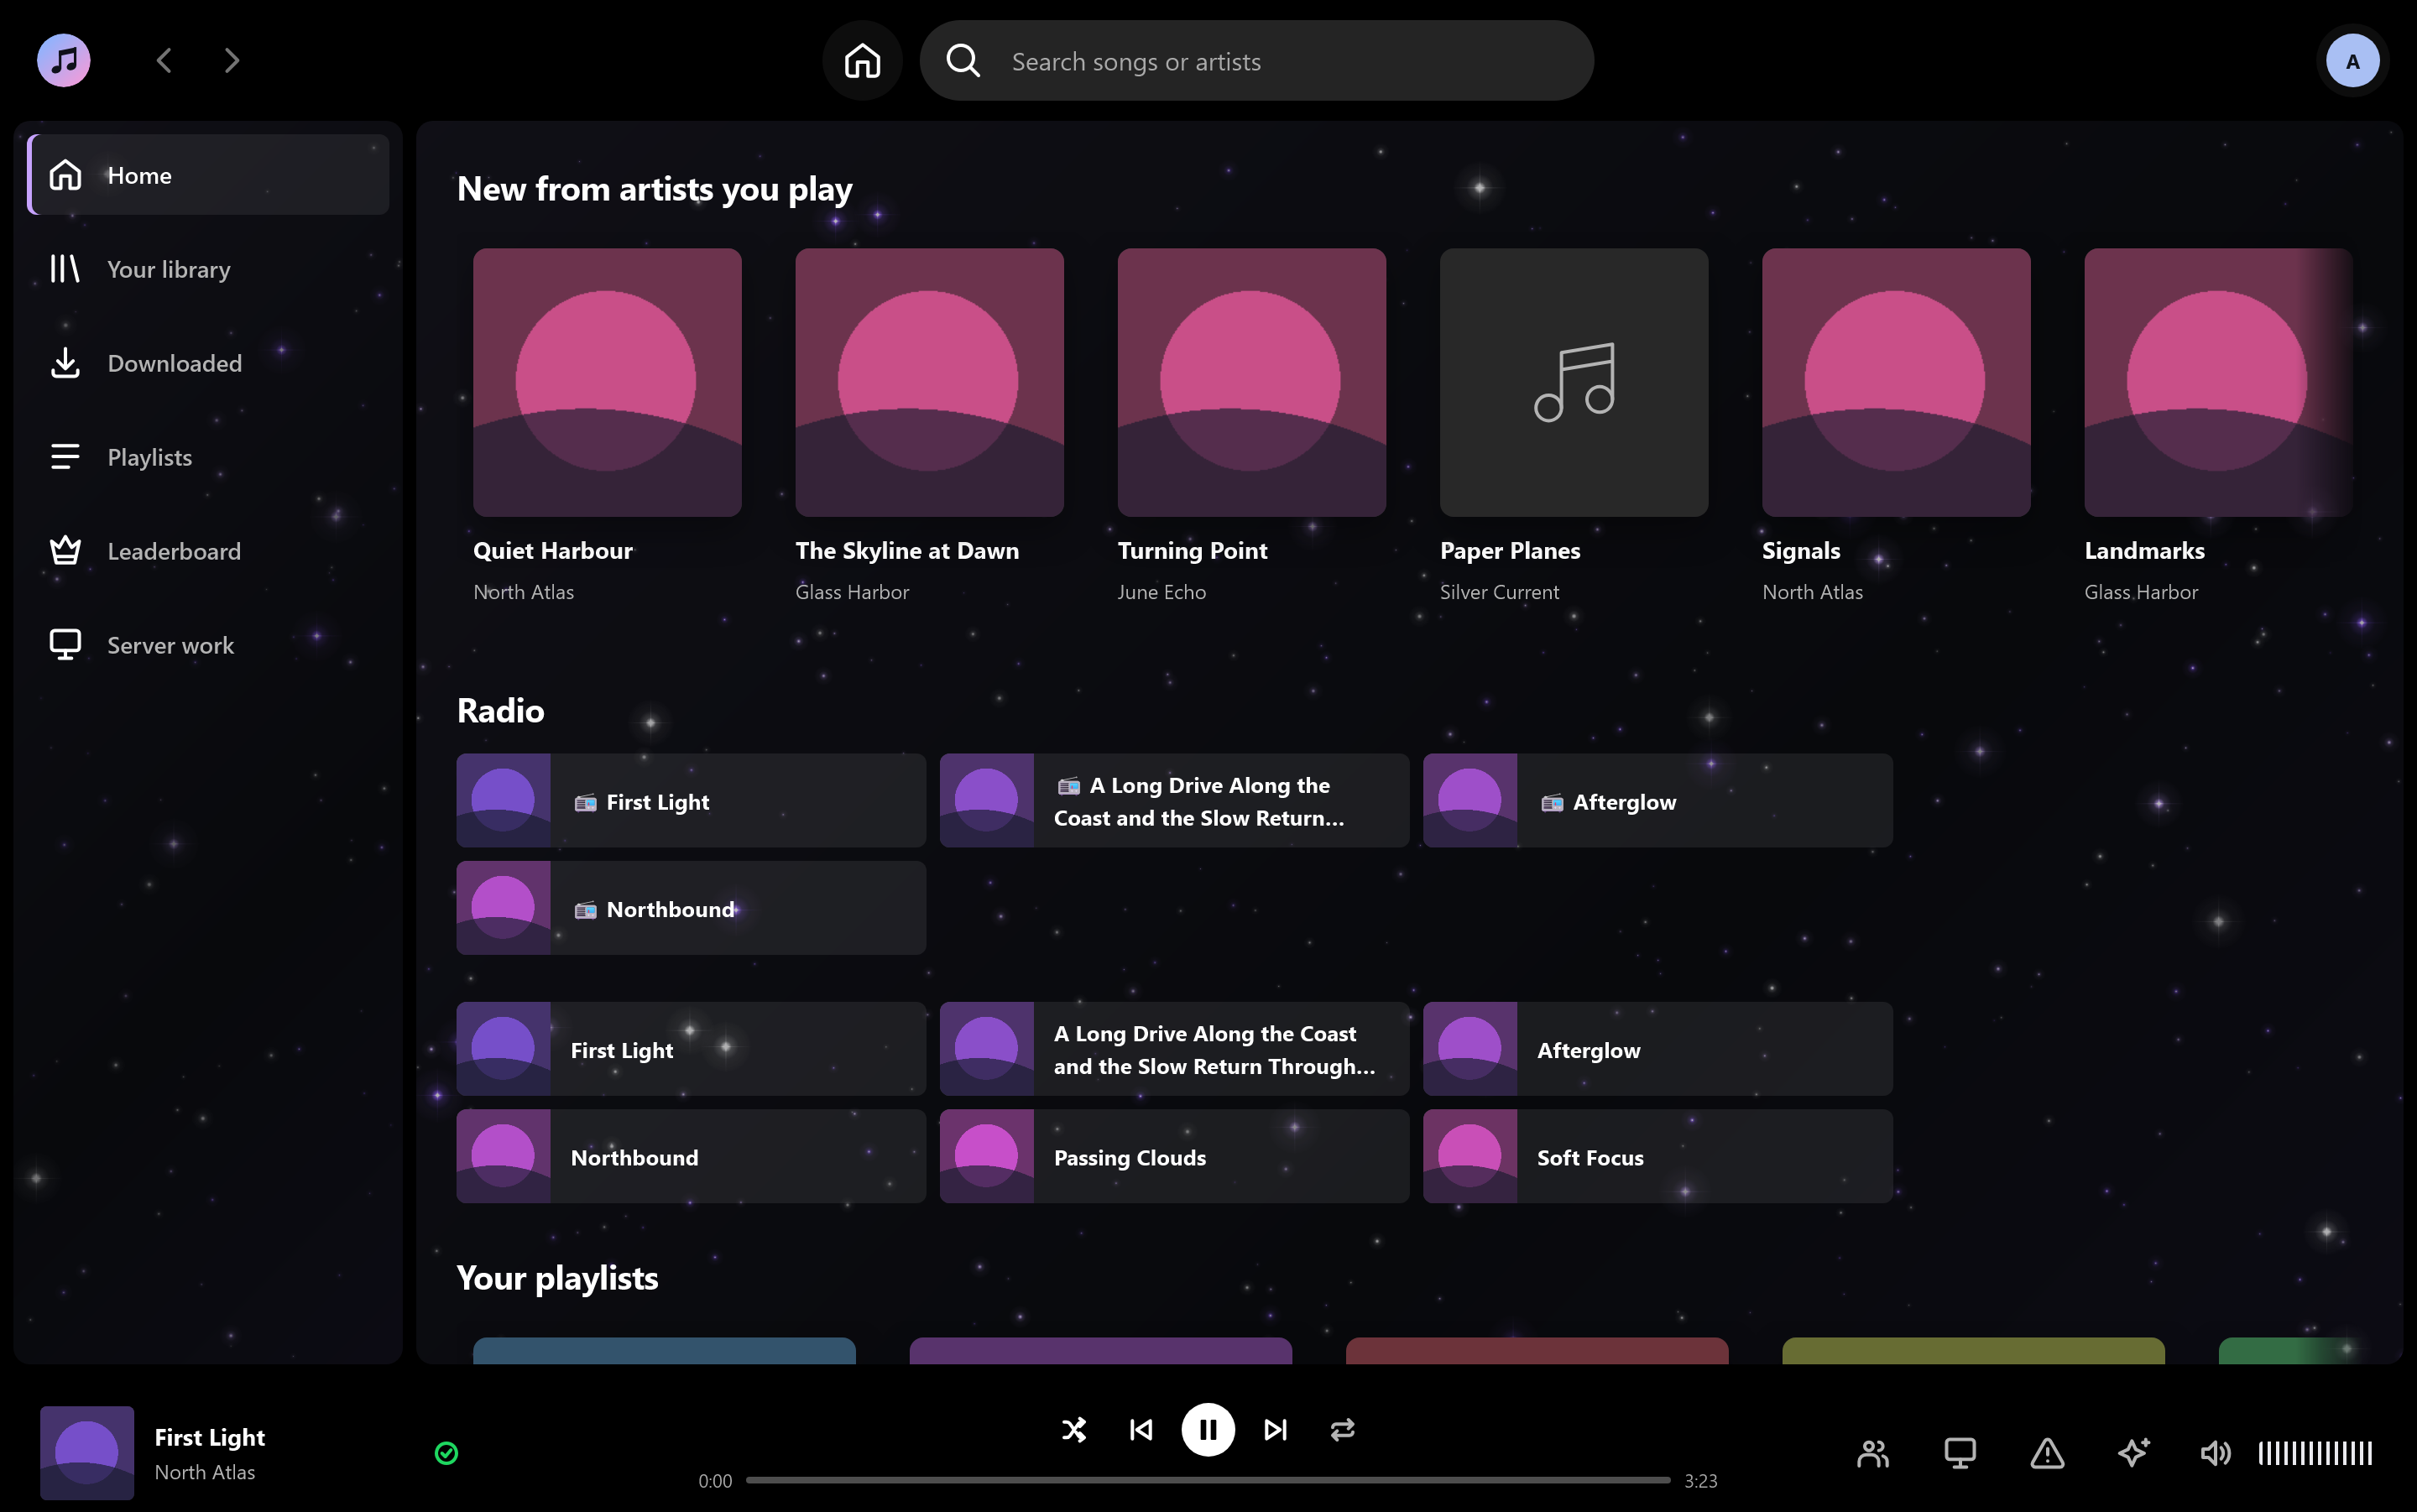 Search songs or artists
A
Home
Your library
Downloaded
Playlists
Leaderboard
Server work
New from artists you play
Quiet Harbour
North Atlas
The Skyline at Dawn
Glass Harbor
Turning Point
June Echo
Paper Planes
Silver Current
Signals
North Atlas
Landmarks
Glass Harbor
Radio
📻 First Light
📻 A Long Drive Along the
Coast and the Slow Return...
📻 Afterglow
📻 Northbound
First Light
A Long Drive Along the Coast
and the Slow Return Through...
Afterglow
Northbound
Passing Clouds
Soft Focus
Your playlists
First Light
North Atlas
0:00
3:23